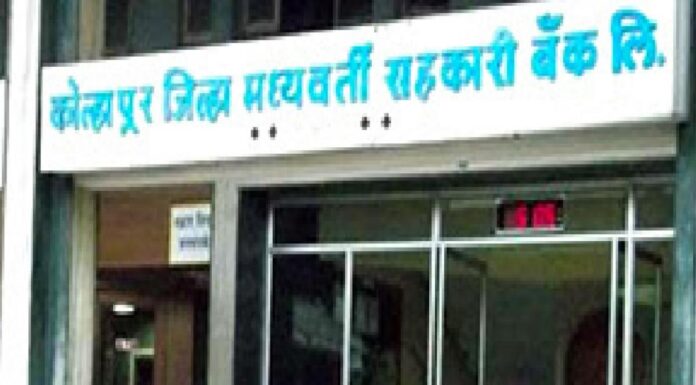 कोल्हापूर जिल्हा मध्यवर्ती सहकारी बँक लि.